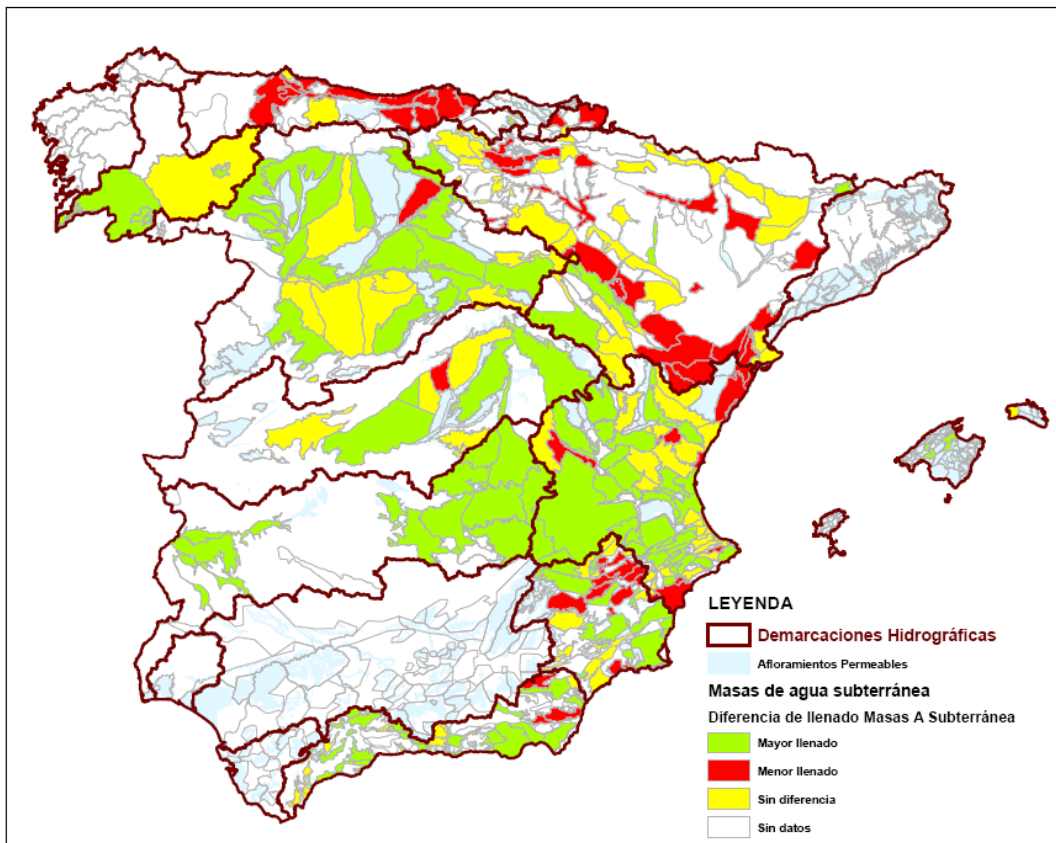 LEYENDA
Demarcaciones Hidrográficas
Afloramientos Permeables
Masas de agua subterránea
Diferencia de llenado Masas A Subterránea
Mayor llenado
Menor llenado
Sin diferencia
Sin datos